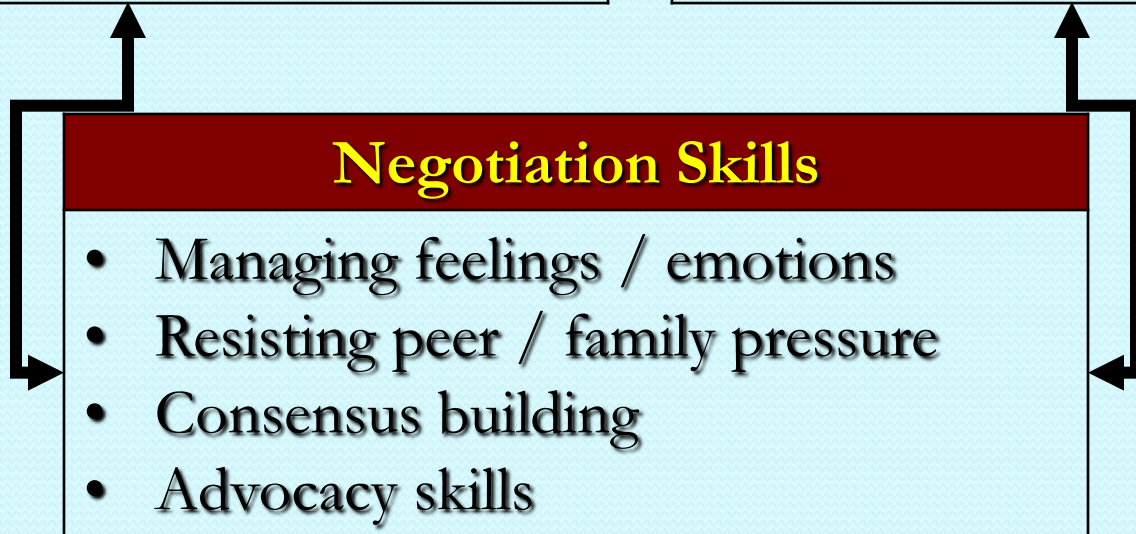 Negotiation Skills
• Managing feelings / emotions
• Resisting peer / family pressure
• Consensus building
• Advocacy skills